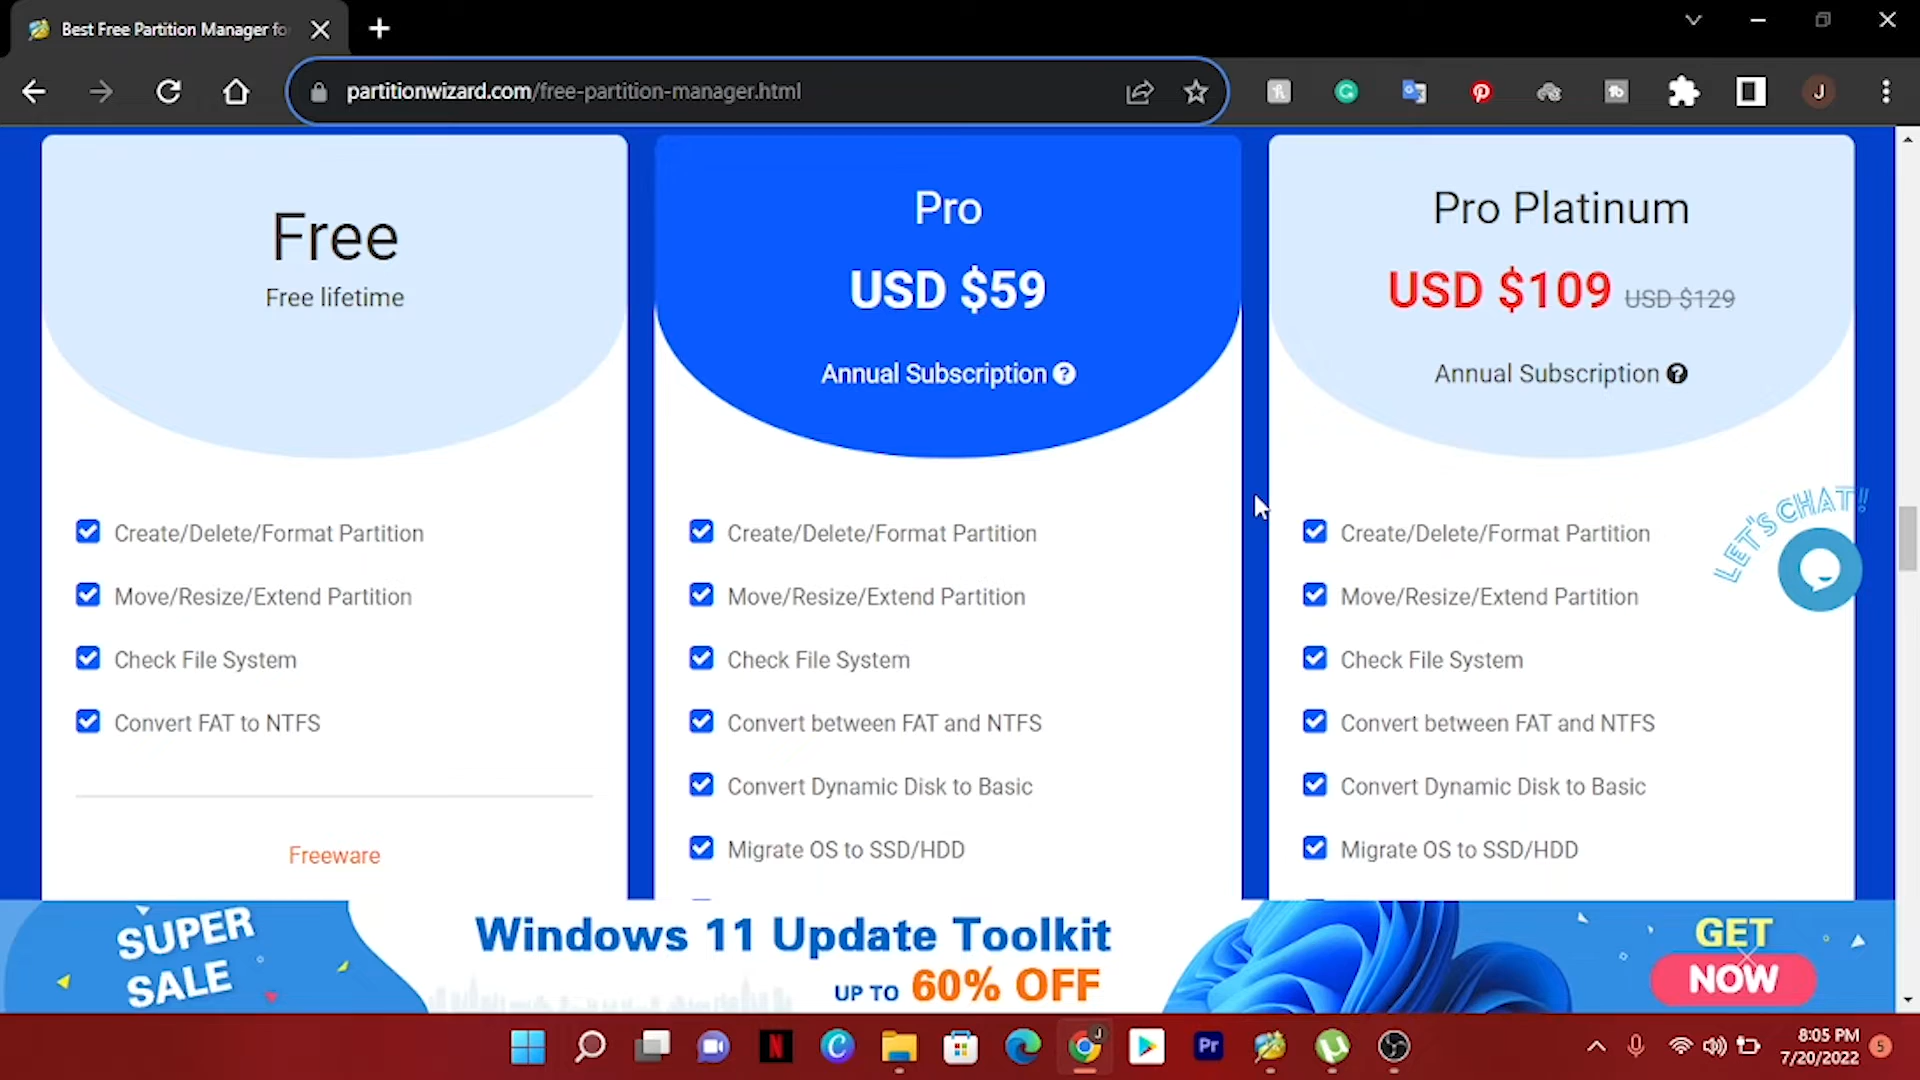 Best Free Partition Manager fo
partitionwizard.com/free-partition-manager.html
J
Free
Free lifetime
Create/Delete/Format Partition
Move/Resize/Extend Partition
Check File System
Convert FAT to NTFS
Freeware
Pro
USD $59
Annual Subscription ?
Create/Delete/Format Partition
Move/Resize/Extend Partition
Check File System
Convert between FAT and NTFS
Convert Dynamic Disk to Basic
Migrate OS to SSD/HDD
Pro Platinum
USD $109 USD $129
Annual Subscription ?
Create/Delete/Format Partition
Move/Resize/Extend Partition
Check File System
Convert between FAT and NTFS
Convert Dynamic Disk to Basic
Migrate OS to SSD/HDD
LET'S CHAT!!
SUPER
SALE
Windows 11 Update Toolkit
UP TO 60% OFF
GET
NOW
N
C
J
Pr
8:05 PM
7/20/2022
5